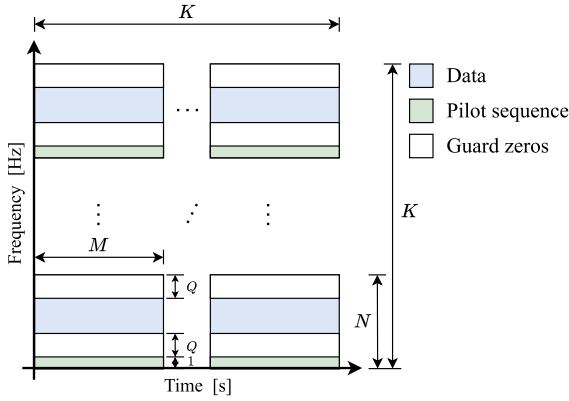 K
Data
Pilot sequence
Guard zeros
...
Frequency [Hz]
K
M
Q
N
Q
1
Time [s]